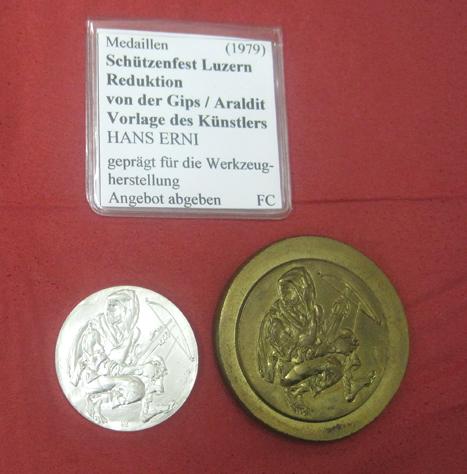 Medaillen (1979)
Schützenfest Luzern
Reduktion
von der Gips / Araldit
Vorlage des Künstlers
HANS ERNI
geprägt für die Werkzeug-
herstellung
Angebot abgeben FC